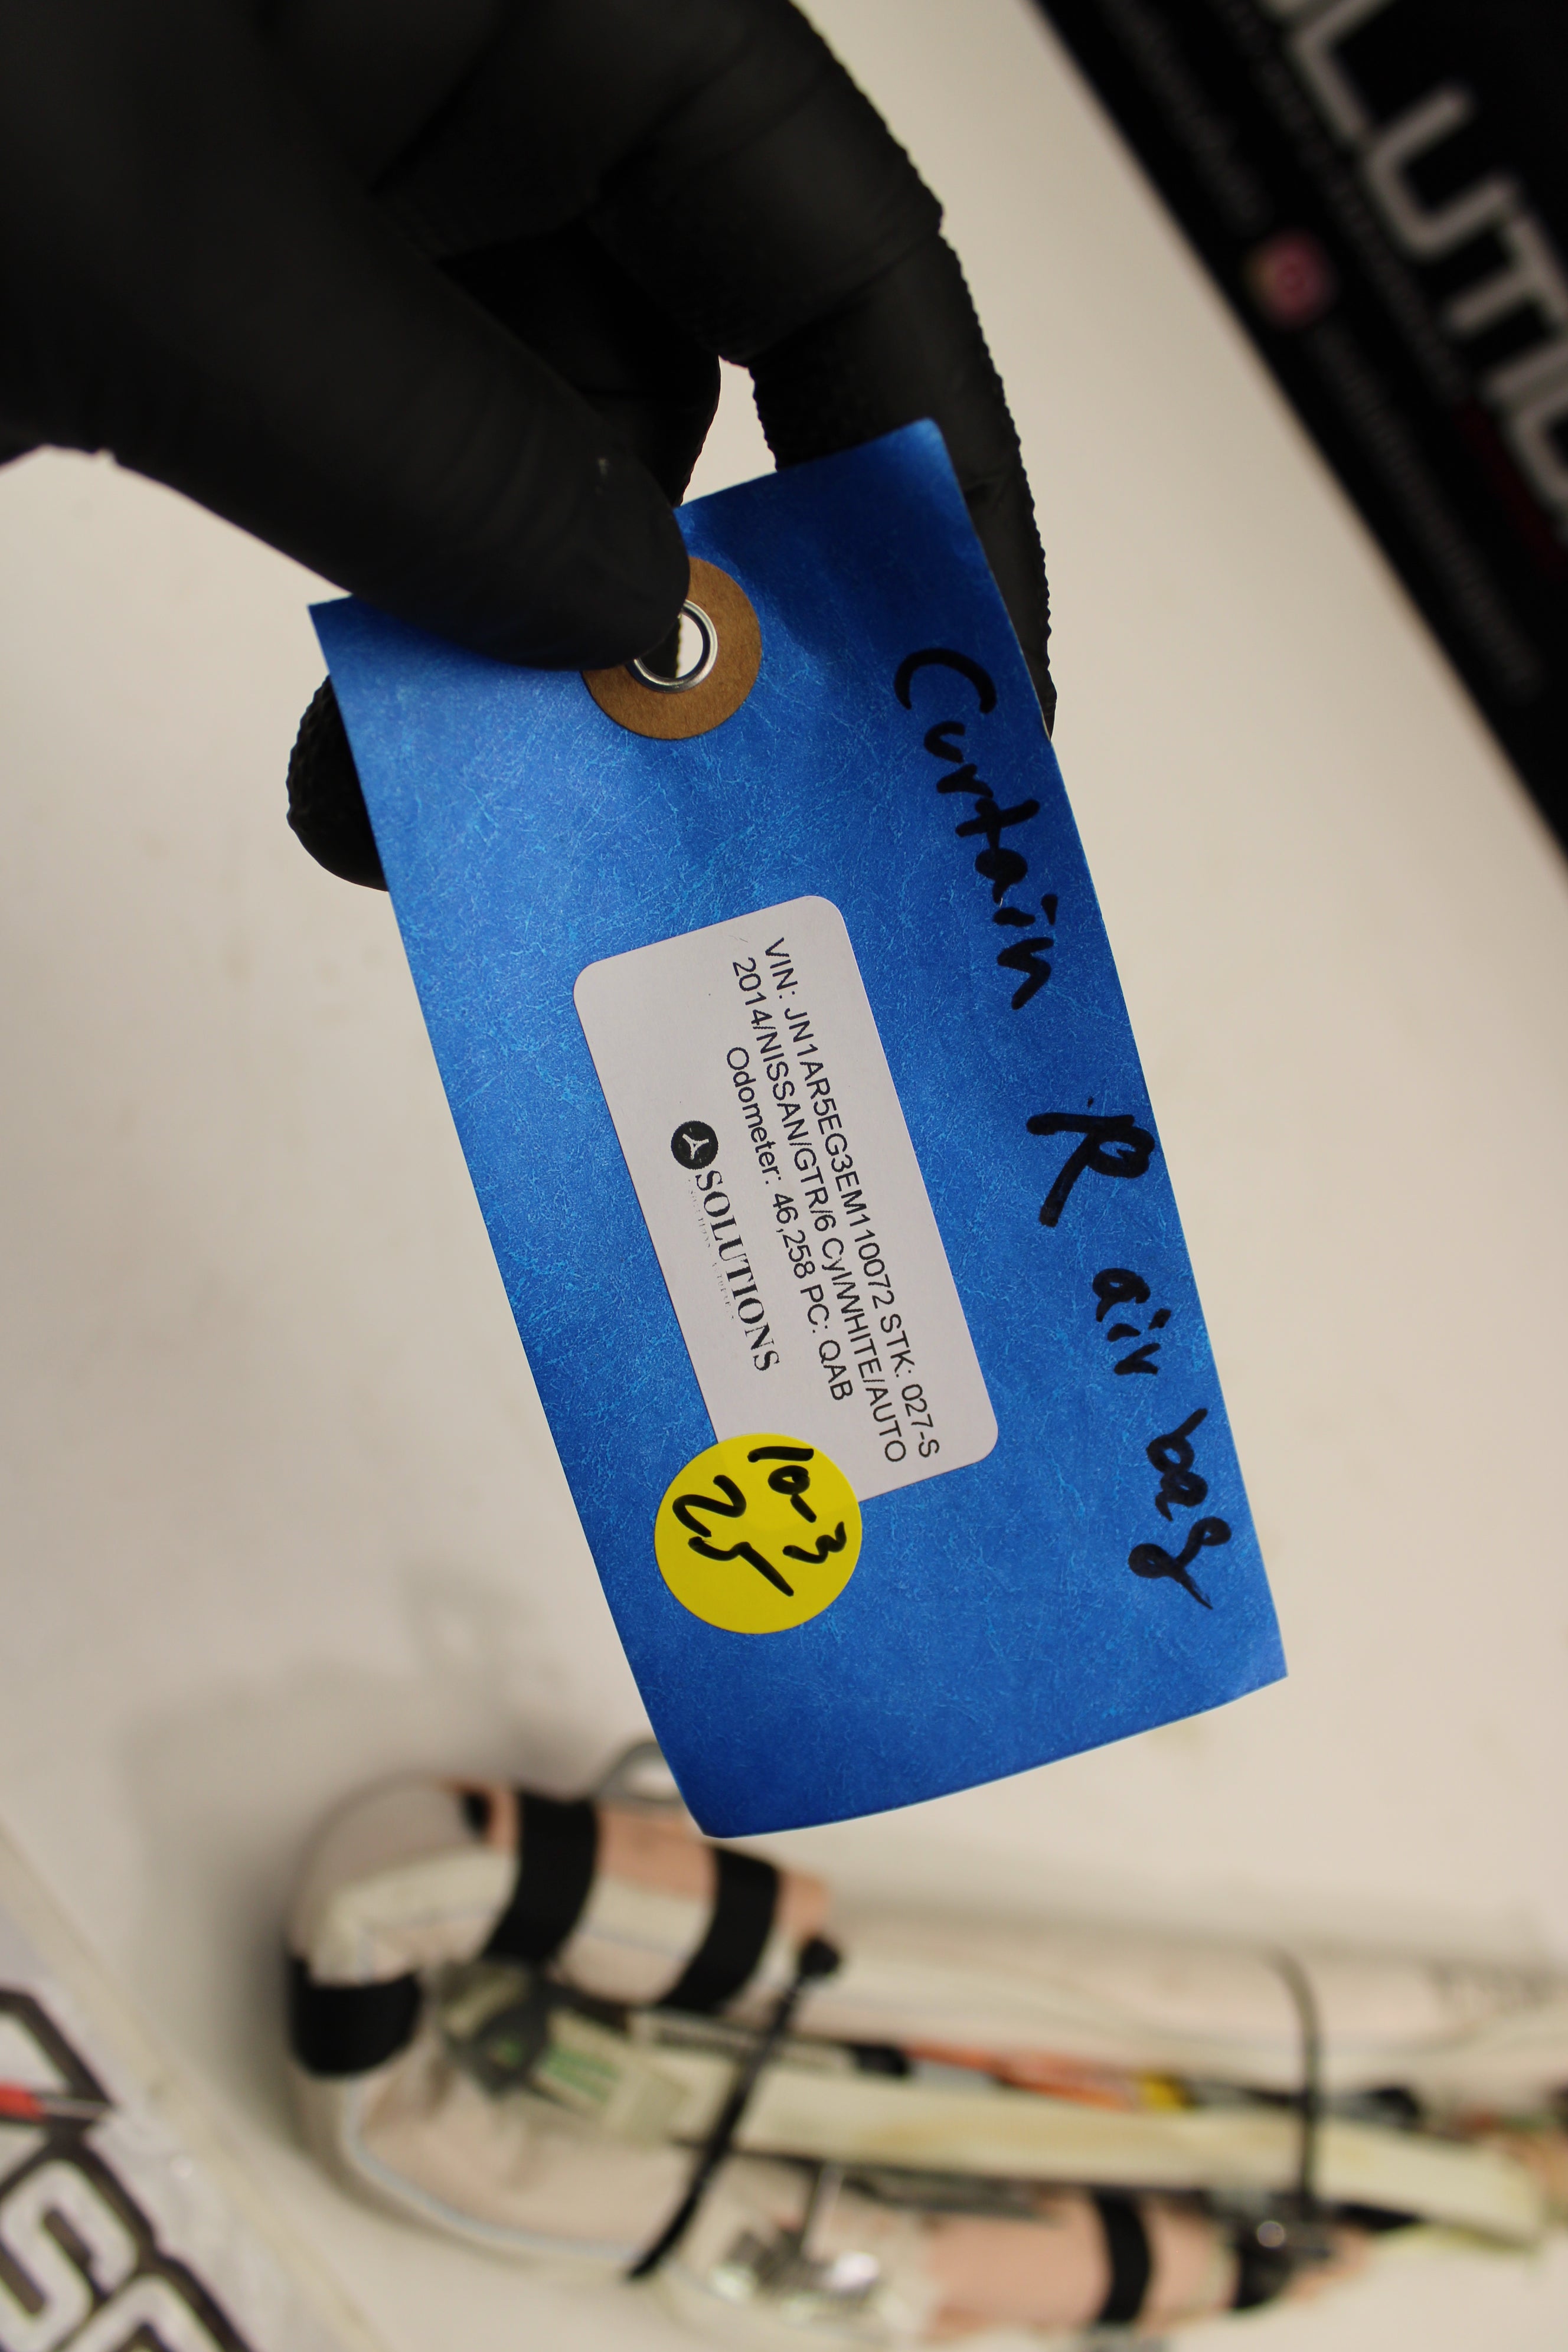 Curtain R air bag
VIN: JN1AR5EG3EM110072 STK: 027-S
2014/NISSAN/GTR/6 Cyl/WHITE/AUTO
Odometer: 46,258 PC: QAB
SOLUTIONS
10-3
25